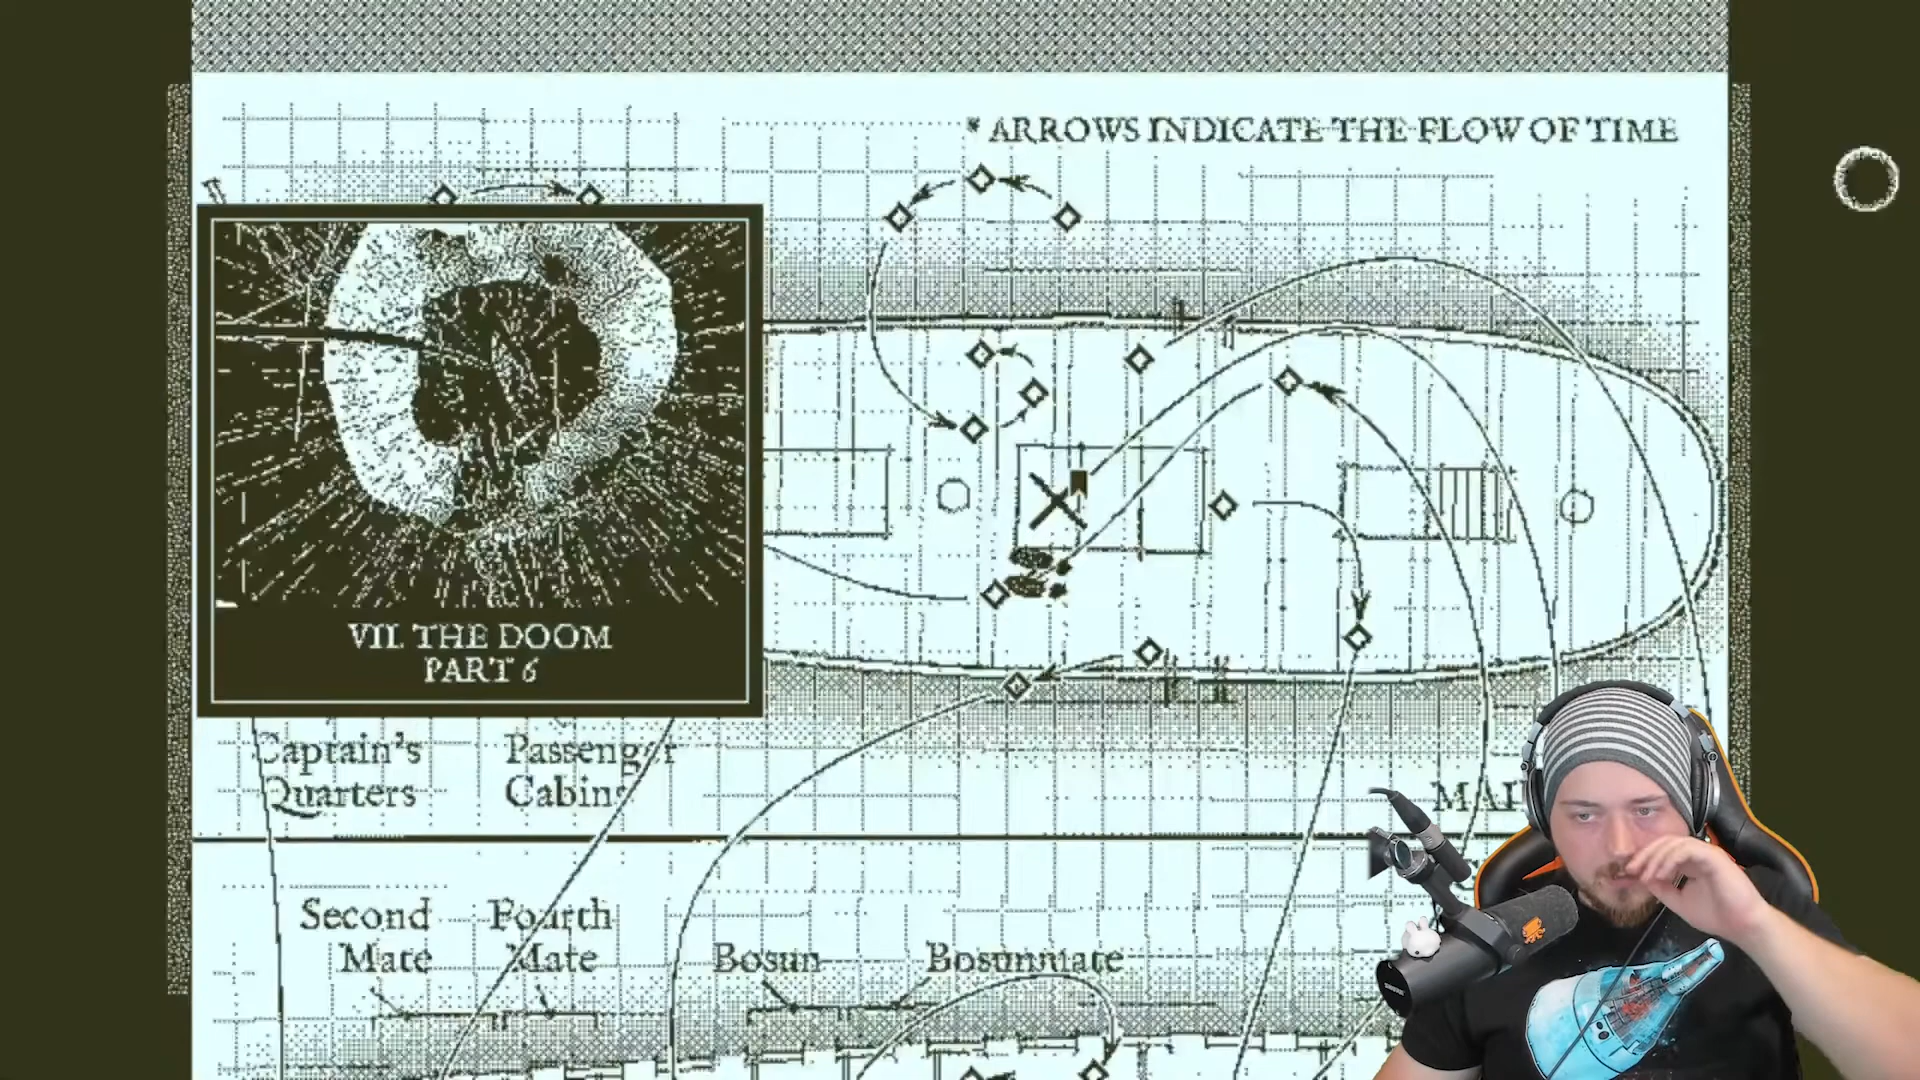 * ARROWS INDICATE THE FLOW OF TIME
VII. THE DOOM
PART 6
Captain's
Quarters
Passenger
Cabins
Second
Mate
Fourth
Mate
Bosun
Bosunmate